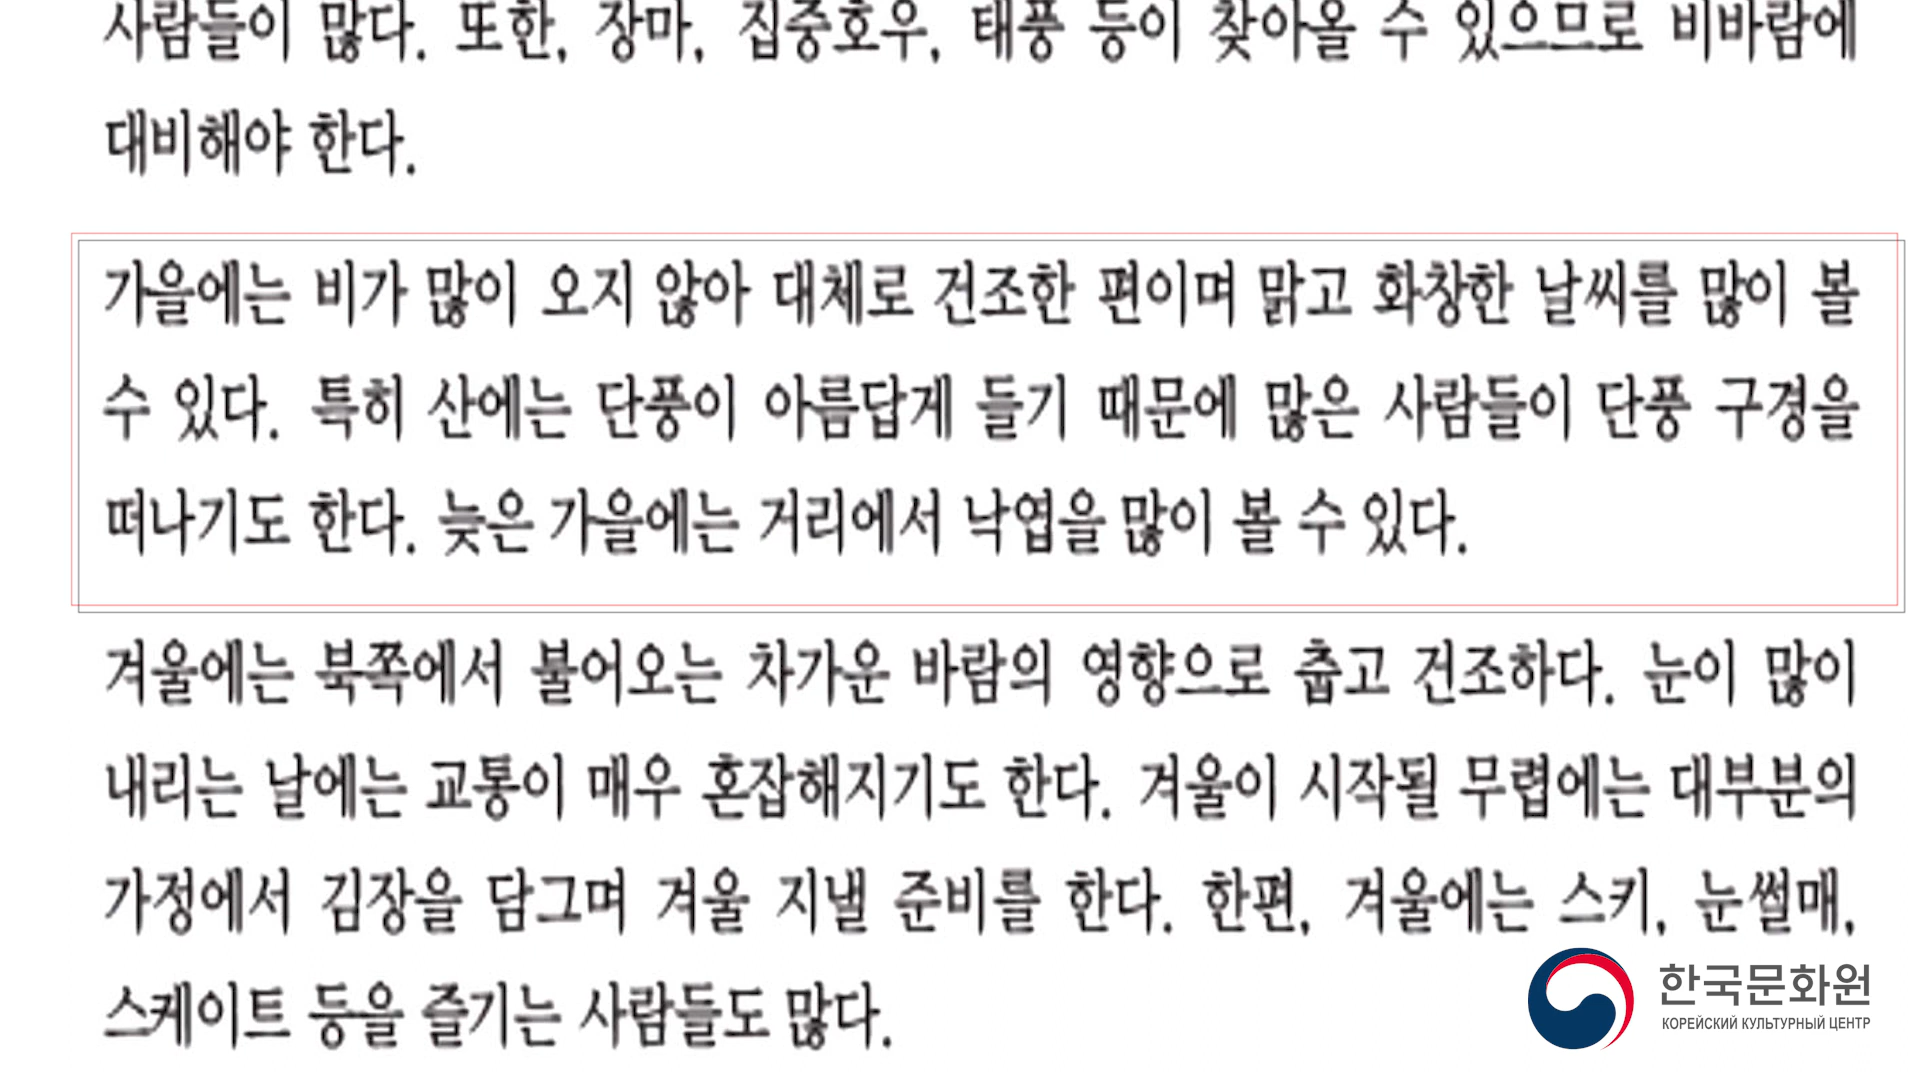 사람들이 많다. 또한, 장마, 집중호우, 태풍 등이 찾아올 수 있으므로 비바람에
대비해야 한다.
가을에는 비가 많이 오지 않아 대체로 건조한 편이며 맑고 화창한 날씨를 많이 볼
수 있다. 특히 산에는 단풍이 아름답게 들기 때문에 많은 사람들이 단풍 구경을
떠나기도 한다. 늦은 가을에는 거리에서 낙엽을 많이 볼 수 있다.
겨울에는 북쪽에서 불어오는 차가운 바람의 영향으로 춥고 건조하다. 눈이 많이
내리는 날에는 교통이 매우 혼잡해지기도 한다. 겨울이 시작될 무렵에는 대부분의
가정에서 김장을 담그며 겨울 지낼 준비를 한다. 한편, 겨울에는 스키, 눈썰매,
스케이트 등을 즐기는 사람들도 많다.
한국문화원
КОРЕЙСКИЙ КУЛЬТУРНЫЙ ЦЕНТР